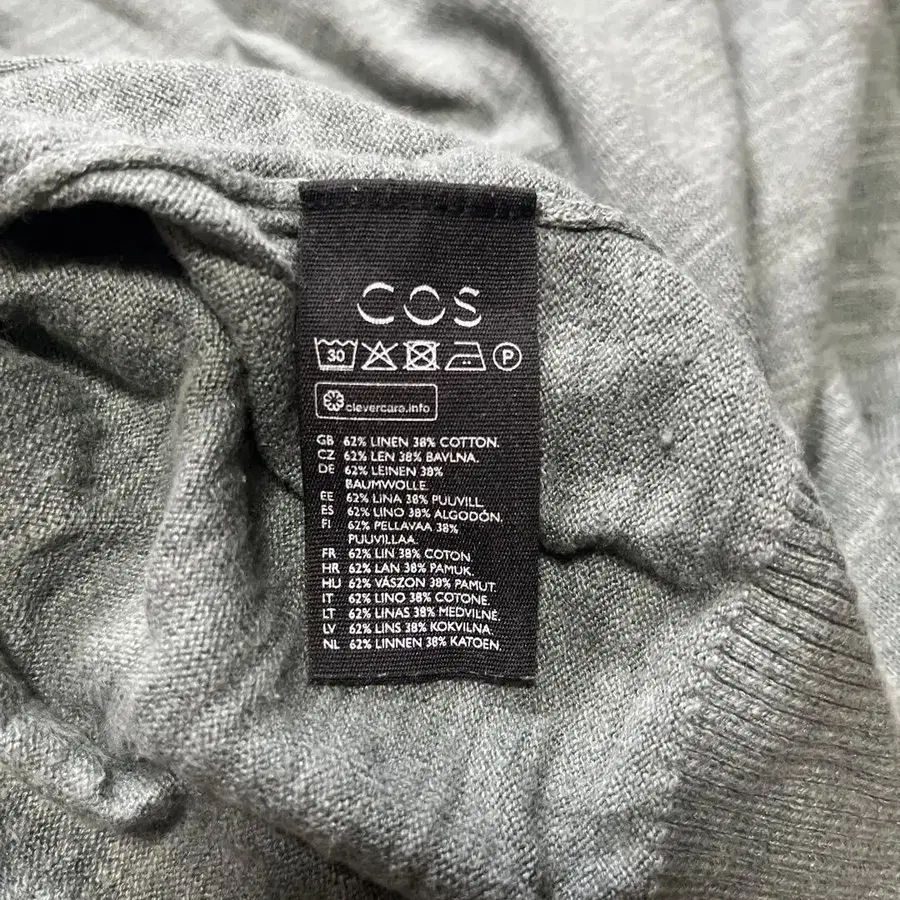 COS
30 P
clevercare.info
GB 62% LINEN 38% COTTON.
CZ 62% LEN 38% BAVLNA.
DE 62% LEINEN 38%
BAUMWOLLE.
EE 62% LINA 38% PUUVILL.
ES 62% LINO 38% ALGODÓN.
FI 62% PELLAVAA 38%
PUUVILLAA.
FR 62% LIN 38% COTON.
HR 62% LAN 38% PAMUK.
HU 62% VÁSZON 38% PAMUT.
IT 62% LINO 38% COTONE.
LT 62% LINAS 38% MEDVILNĖ.
LV 62% LINS 38% KOKVILNA.
NL 62% LINNEN 38% KATOEN.